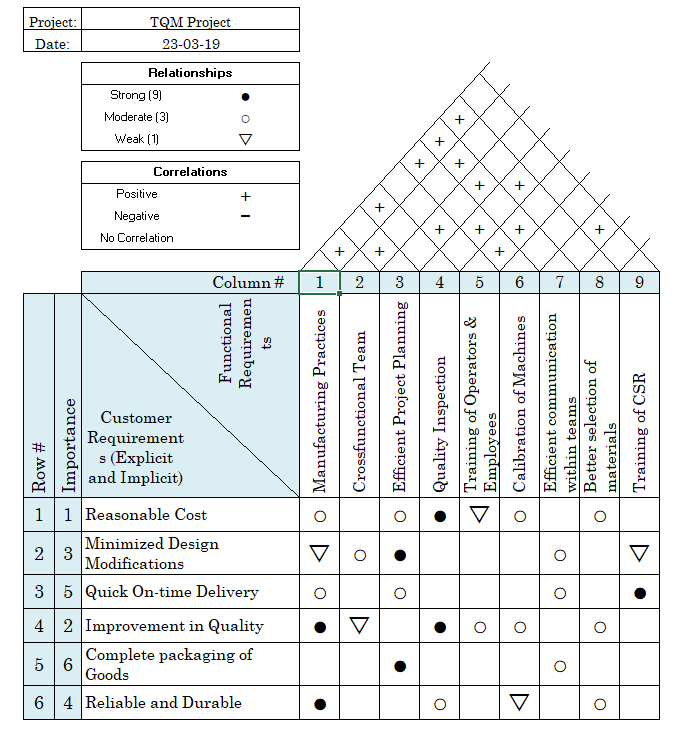 Project: TQM Project
Date: 23-03-19
Relationships
Strong (9) ●
Moderate (3) ○
Weak (1) ▽
Correlations
Positive +
Negative −
No Correlation
+
+
+ +
+ +
+
+ + + +
+ + +
Column # 1 2 3 4 5 6 7 8 9
Row #
Importance
Functional
Requiremen
ts
Customer
Requirement
s (Explicit
and Implicit)
Manufacturing Practices
Crossfunctional Team
Efficient Project Planning
Quality Inspection
Training of Operators &
Employees
Calibration of Machines
Efficient communication
within teams
Better selection of
materials
Training of CSR
1 1 Reasonable Cost ○ ○ ● ▽ ○ ○
2 3 Minimized Design
Modifications ▽ ○ ● ○ ▽
3 5 Quick On-time Delivery ○ ○ ○ ●
4 2 Improvement in Quality ● ▽ ● ○ ○ ○
5 6 Complete packaging of
Goods ● ○
6 4 Reliable and Durable ● ○ ▽ ○